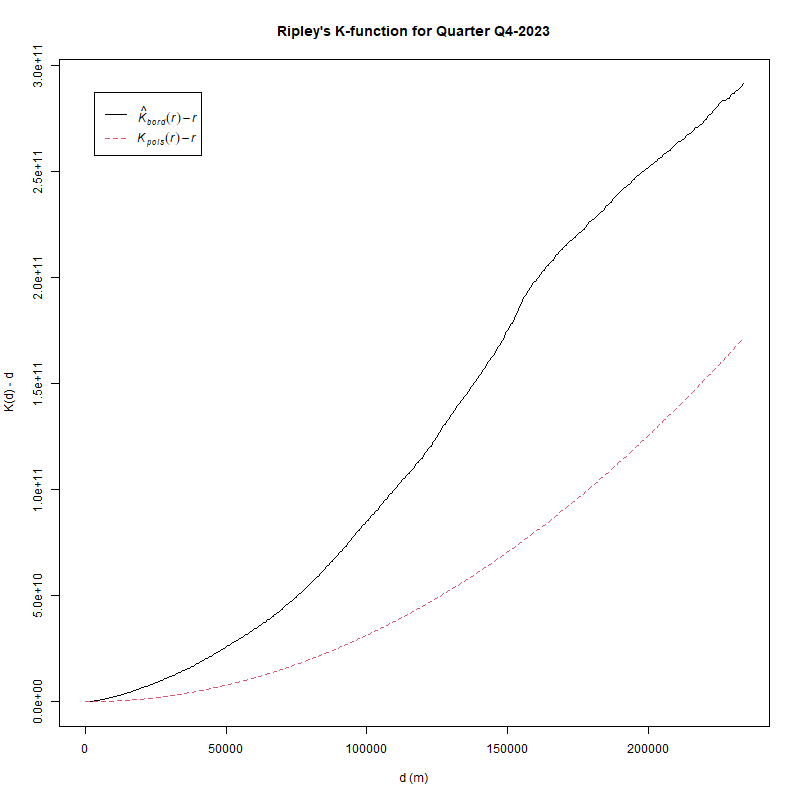 Ripley's K-function for Quarter Q4-2023
K̂bord(r) − r
Kpois(r) − r
K(d) - d
3.0e+11
2.5e+11
2.0e+11
1.5e+11
1.0e+11
5.0e+10
0.0e+00
0 50000 100000 150000 200000
d (m)